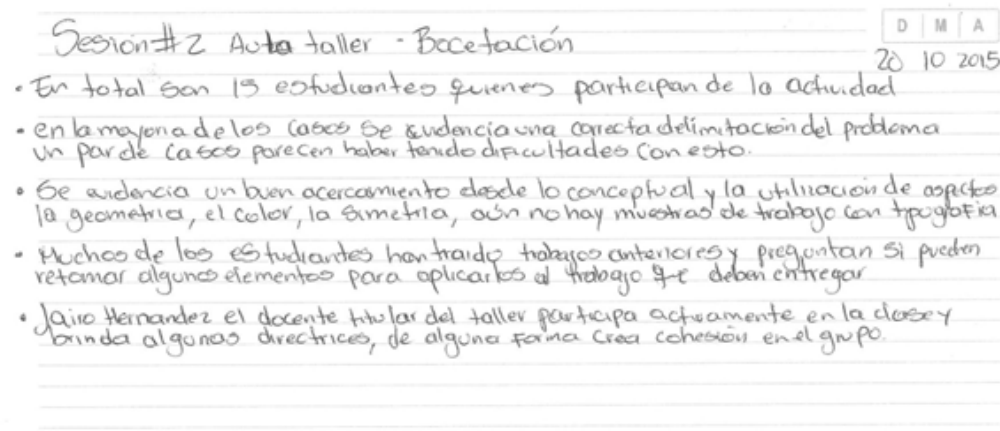 D M A
Sesión #2 Aula taller - Bocetación
20 10 2015
• En total son 15 estudiantes quienes participan de la actividad
• en la mayoria de los casos se evidencia una correcta delimitación del problema
un par de casos parecen haber tenido dificultades con esto.
• Se evidencia un buen acercamiento desde lo conceptual y la utilización de aspectos
la geometria, el color, la simetria, aún no hay muestras de trabajo con tipografia
• Muchos de los estudiantes han traido trabajos anteriores y preguntan si pueden
retomar algunos elementos para aplicarlos al trabajo que deben entregar
• Jairo Hernandez el docente titular del taller participa activamente en la clase y
brinda algunas directrices, de alguna forma crea cohesión en el grupo.